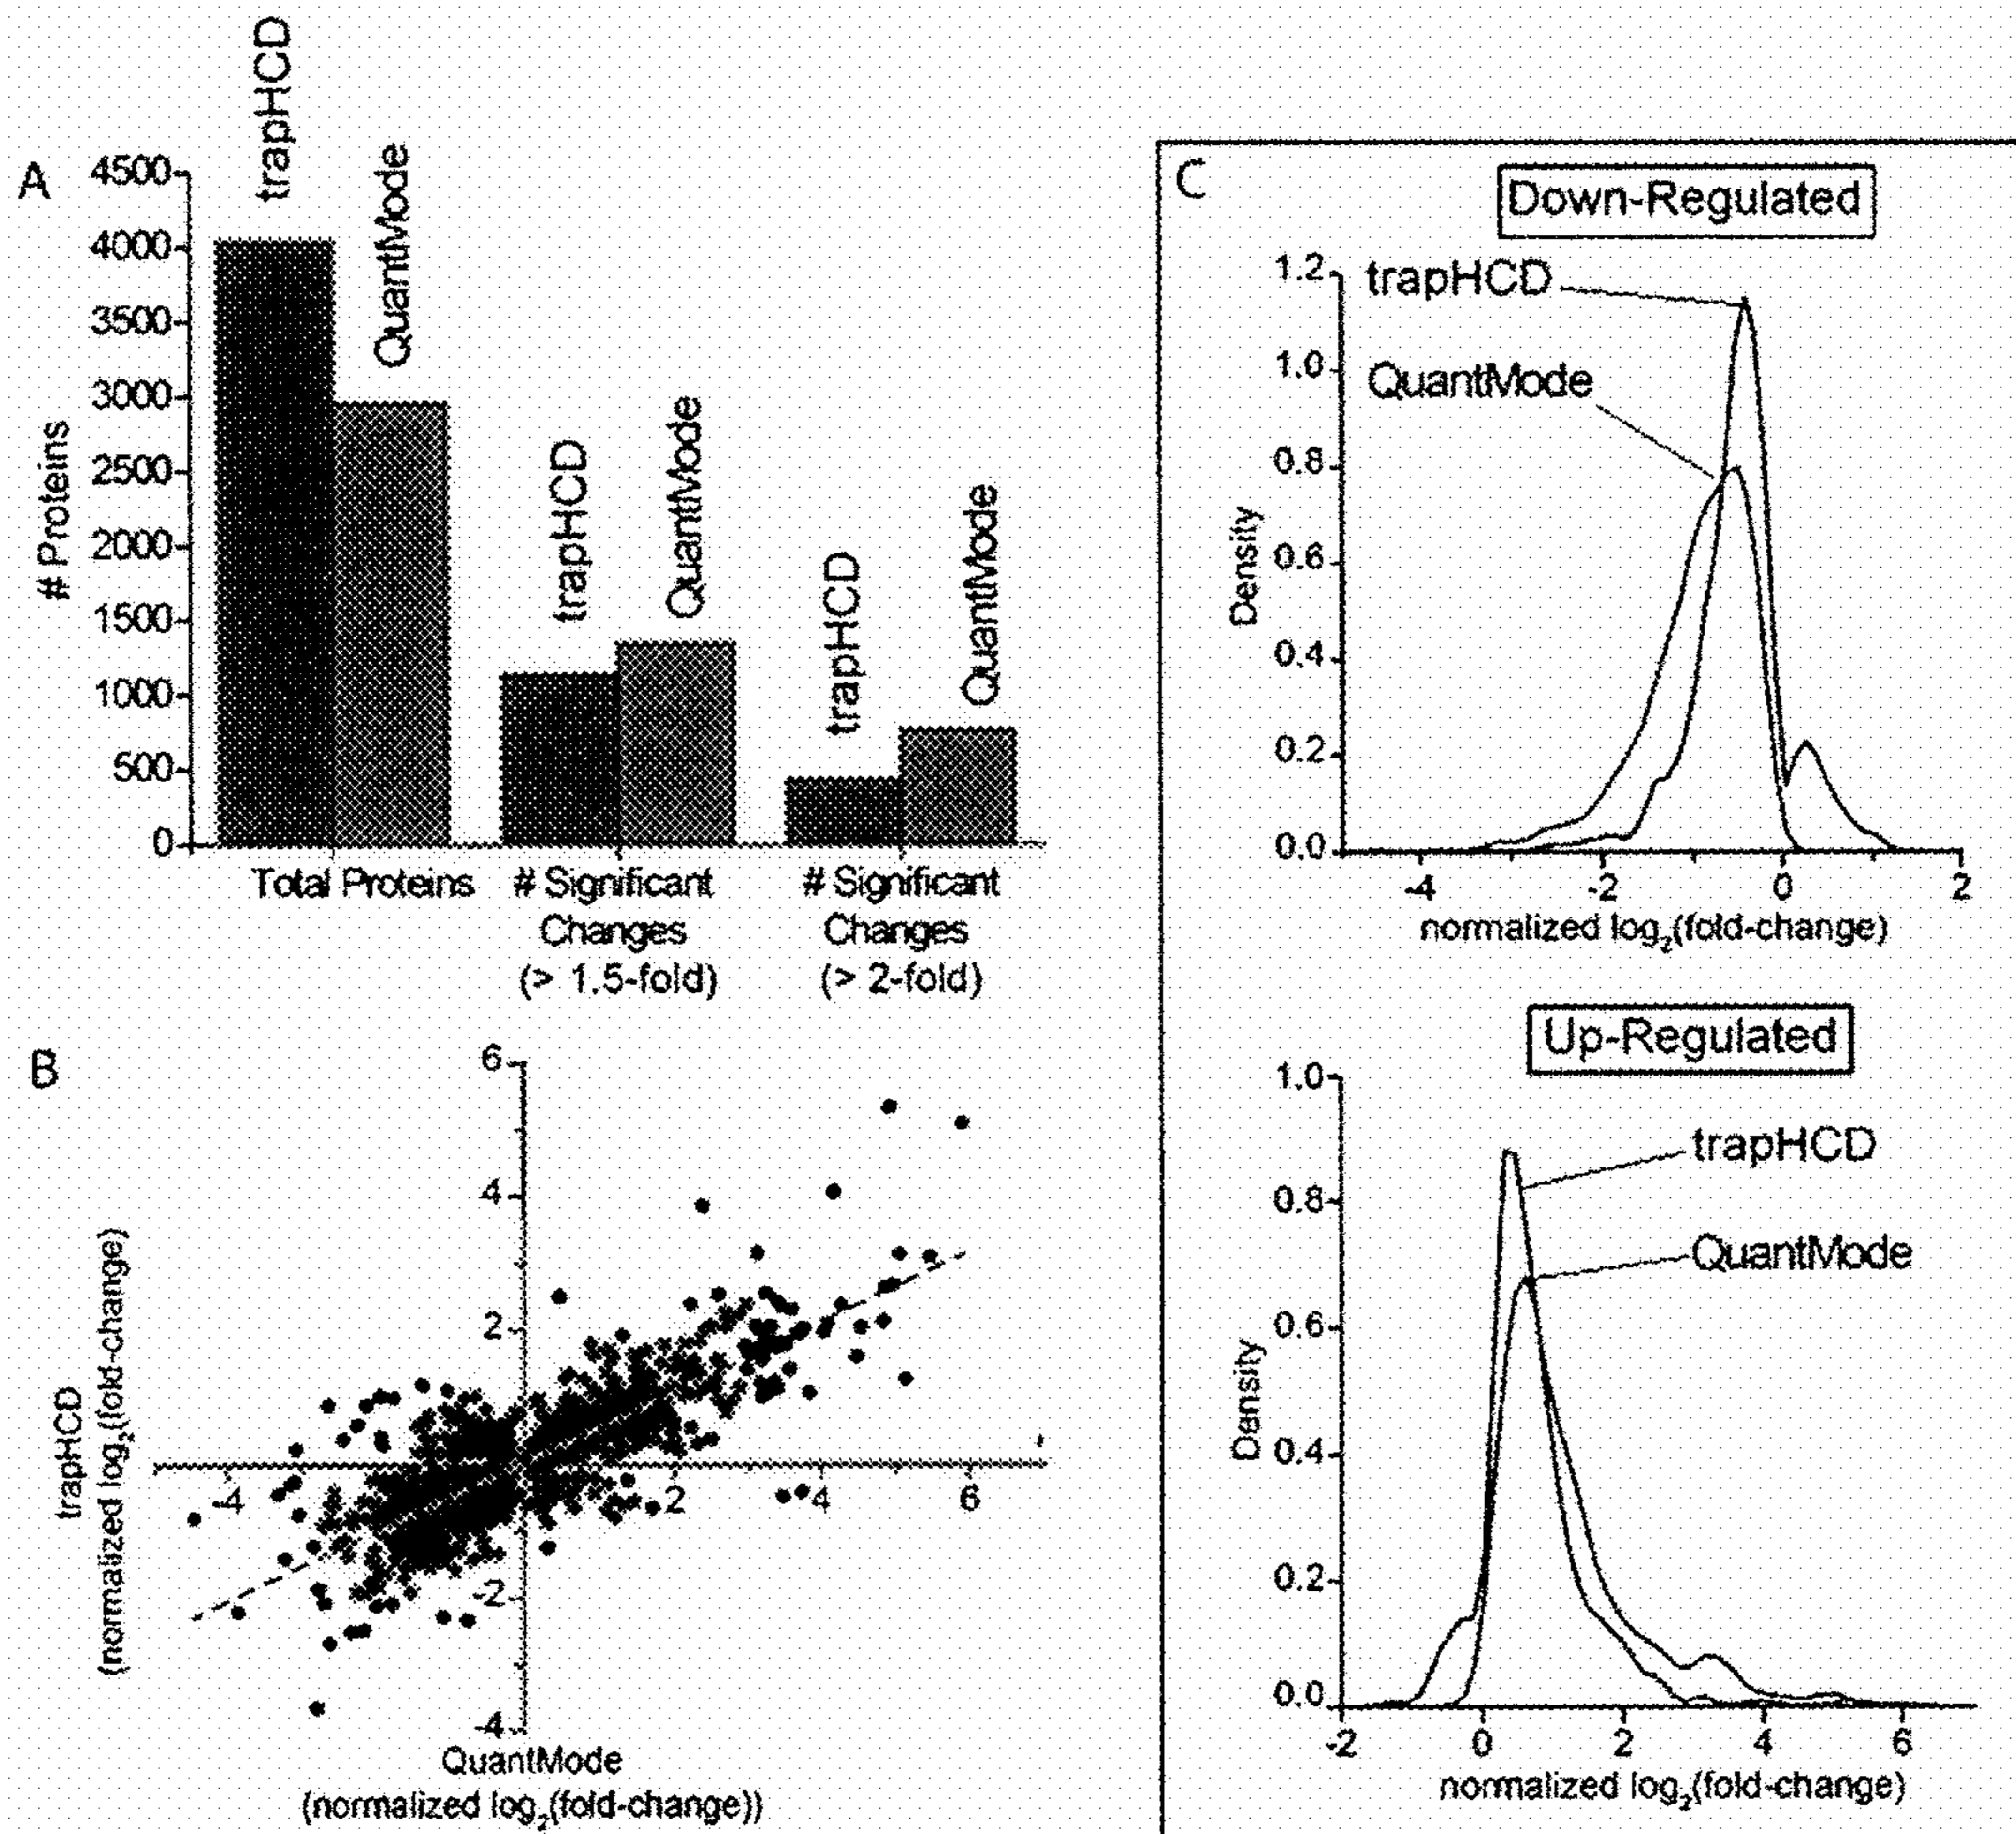 A
4500
4000
3500
3000
2500
2000
1500
1000
500
0
# Proteins
trapHCD
QuantMode
trapHCD
QuantMode
trapHCD
QuantMode
Total Proteins
# Significant
Changes
(> 1.5-fold)
# Significant
Changes
(> 2-fold)
B
6
4
2
-2
-4
-4
2
4
6
trapHCD
(normalized log2(fold-change)
QuantMode
(normalized log2(fold-change))
C
Down-Regulated
1.2
1.0
0.8
0.6
0.4
0.2
0.0
Density
trapHCD
QuantMode
-4
-2
0
2
normalized log2(fold-change)
Up-Regulated
1.0
0.8
0.6
0.4
0.2
0.0
Density
trapHCD
QuantMode
-2
0
2
4
6
normalized log2(fold-change)